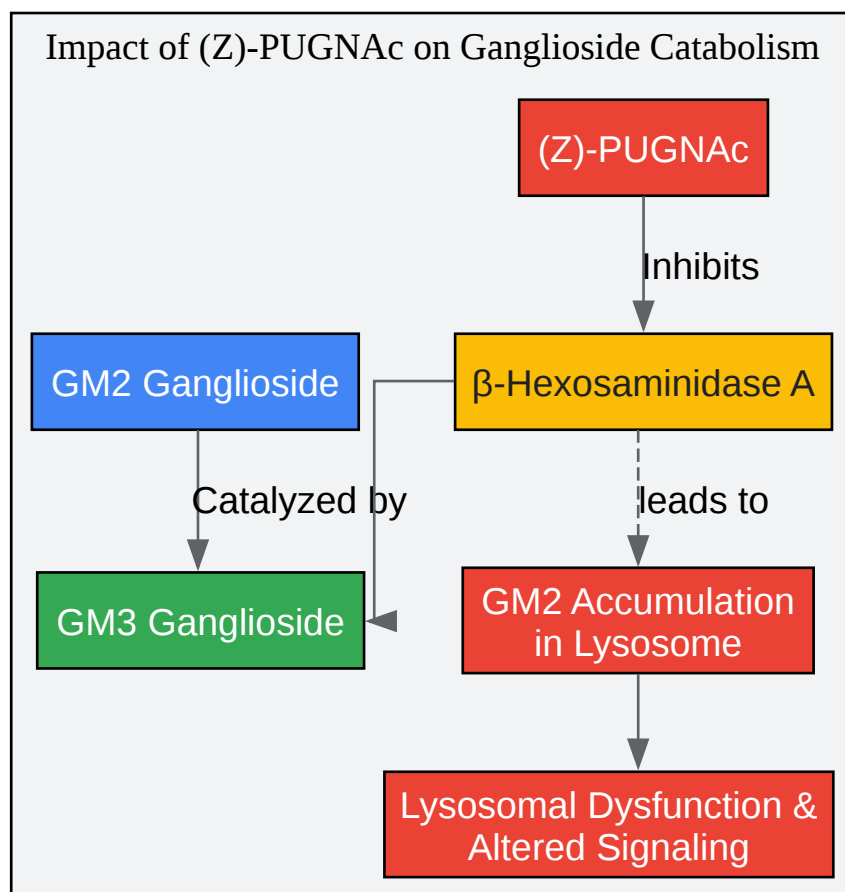 Impact of (Z)-PUGNAc on Ganglioside Catabolism
(Z)-PUGNAc
Inhibits
GM2 Ganglioside
β-Hexosaminidase A
Catalyzed by
leads to
GM3 Ganglioside
GM2 Accumulation
in Lysosome
Lysosomal Dysfunction &
Altered Signaling